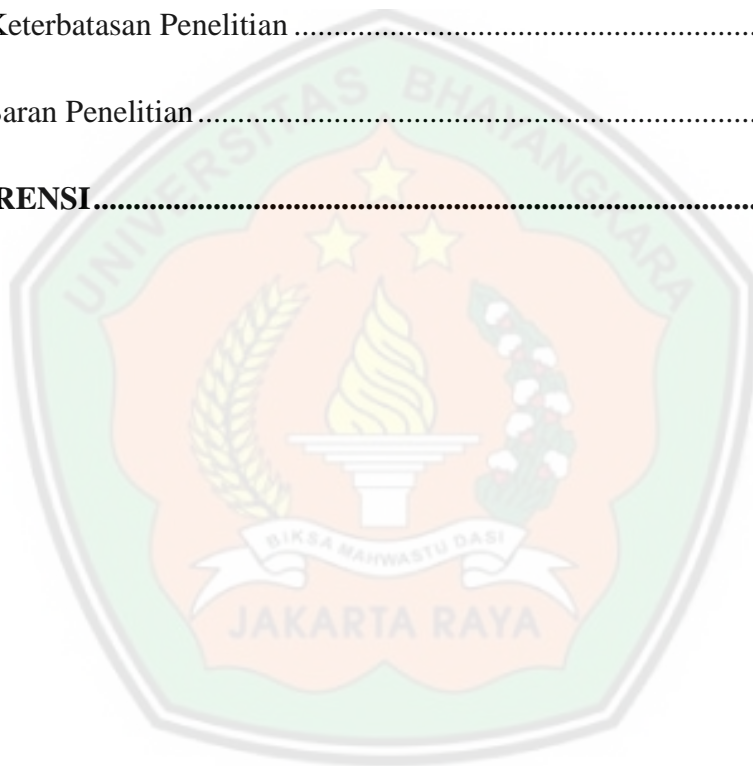 Keterbatasan Penelitian ........................................................
Saran Penelitian.....................................................................
RENSI...................................................................................
UNIVERSITAS BHAYANGKARA
BIKSA MAHWASTU DASI
JAKARTA RAYA